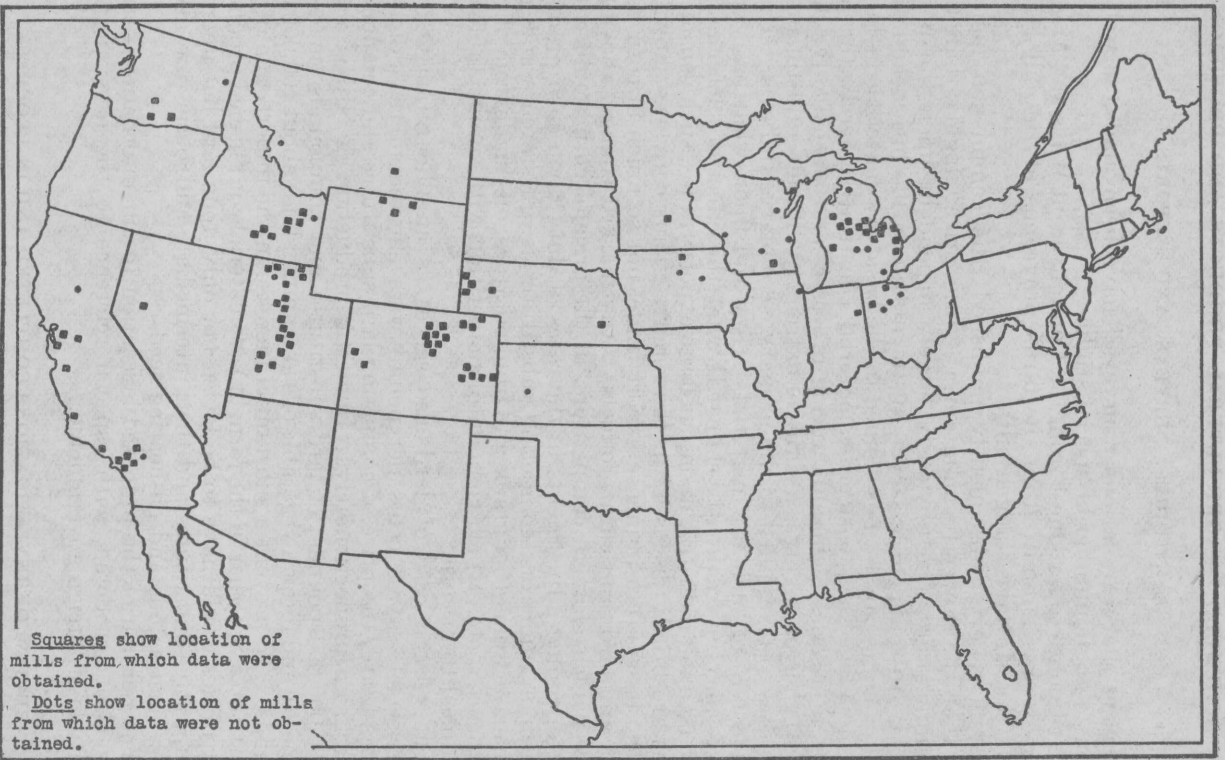 Squares show location of
mills from which data were
obtained.
Dots show location of mills
from which data were not ob-
tained.